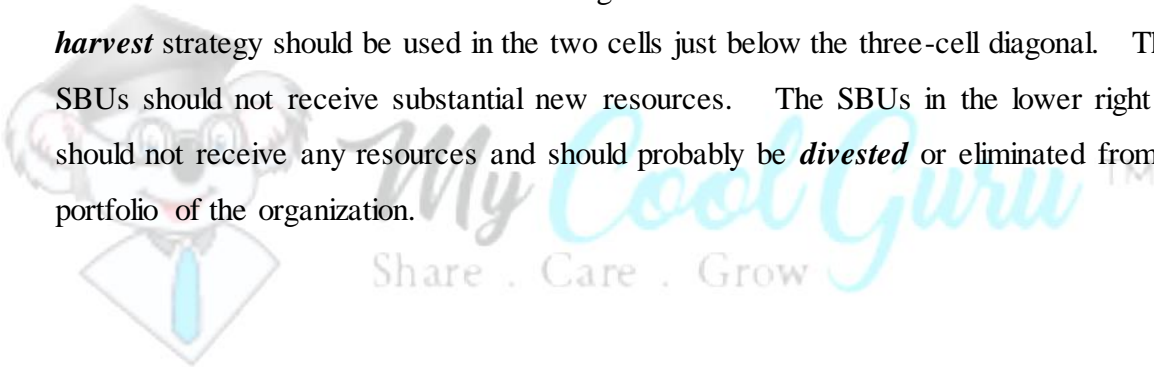 harvest strategy should be used in the two cells just below the three-cell diagonal.
SBUs should not receive substantial new resources. The SBUs in the lower right
should not receive any resources and should probably be divested or eliminated from
portfolio of the organization.
My Cool Guru TM
Share . Care . Grow